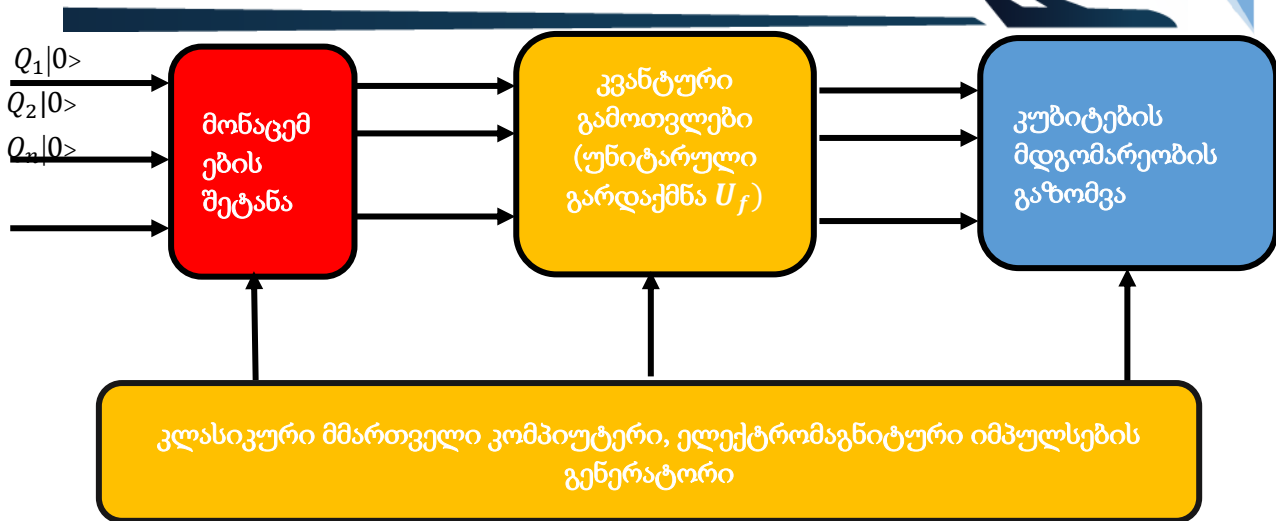 Q₁|0>
Q₂|0>
Qₙ|0>
მონაცემ
ების
შეტანა
კვანტური
გამოთვლები
(უნიტარული
გარდაქმნა U_f)
კუბიტების
მდგომარეობის
გაზომვა
კლასიკური მმართველი კომპიუტერი, ელექტრომაგნიტური იმპულსების
გენერატორი